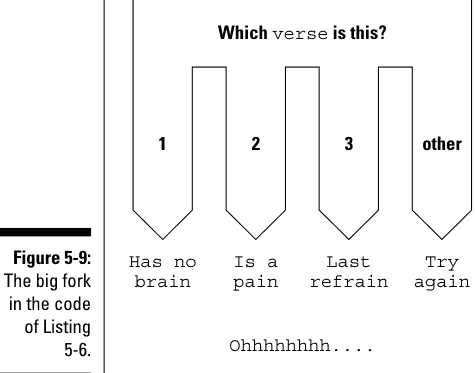 Which verse is this?
1 2 3 other
Has no Is a Last Try
brain pain refrain again
Ohhhhhhhh....
Figure 5-9:
The big fork
in the code
of Listing
5-6.